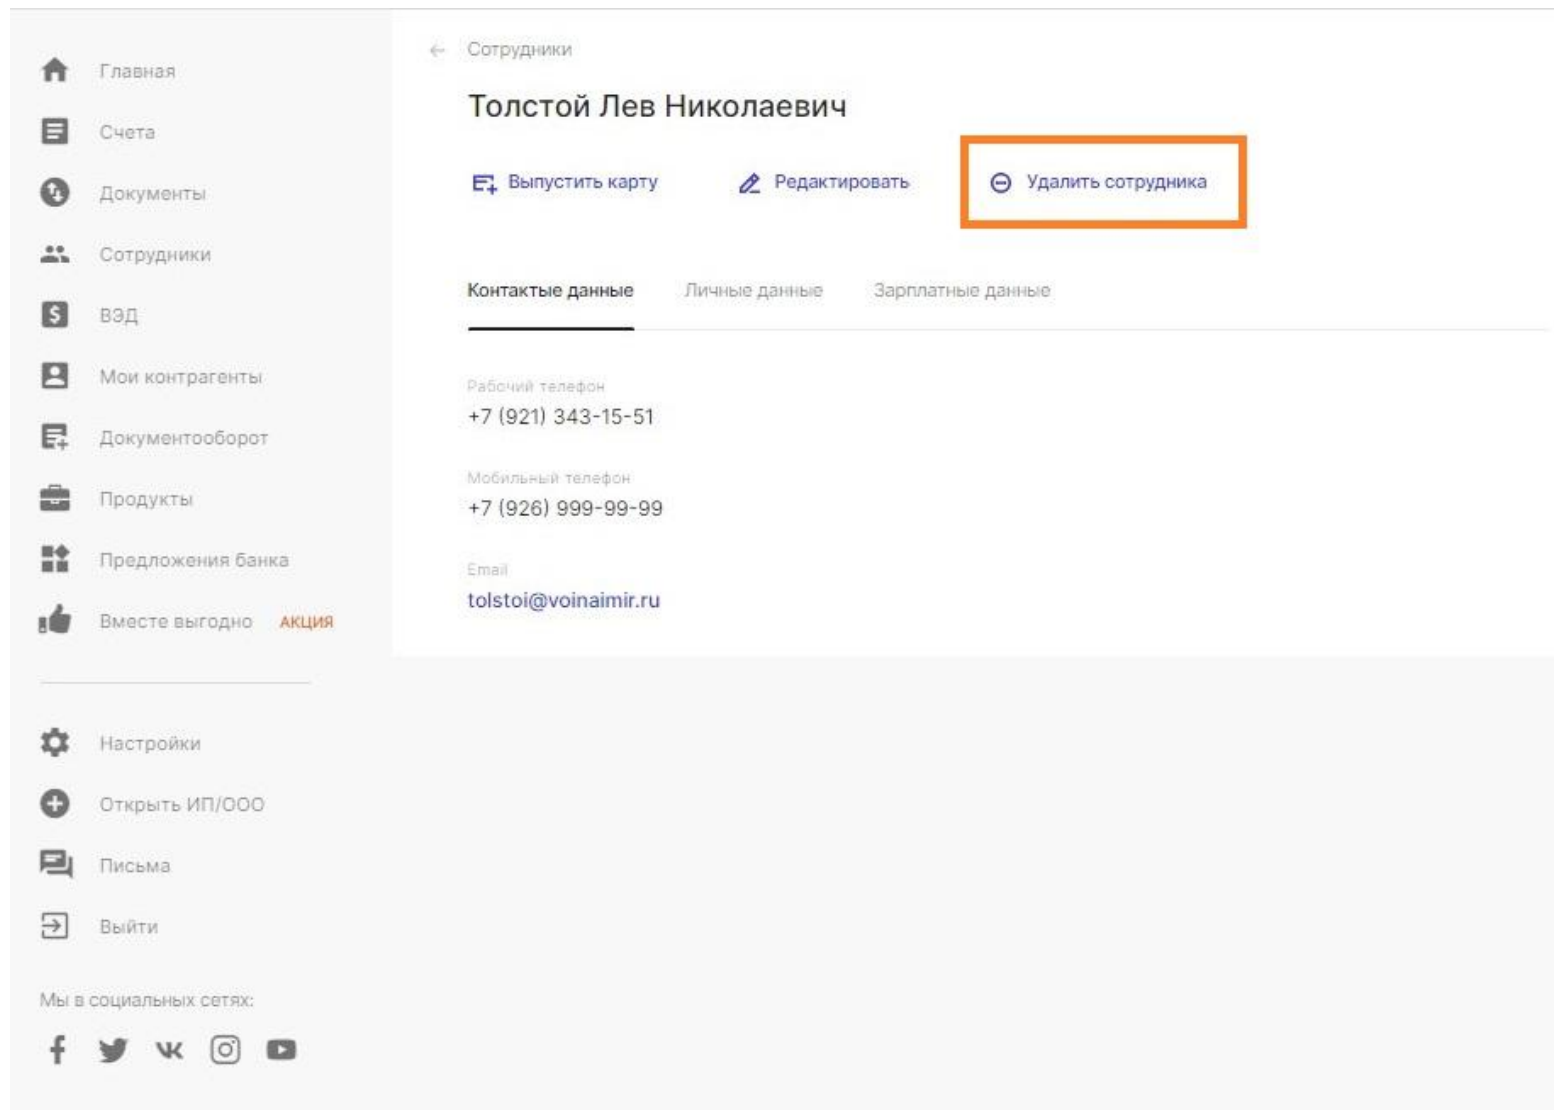 Главная
Счета
Документы
Сотрудники
ВЭД
Мои контрагенты
Документооборот
Продукты
Предложения банка
Вместе выгодно АКЦИЯ
Настройки
Открыть ИП/ООО
Письма
Выйти
Мы в социальных сетях:
← Сотрудники
Толстой Лев Николаевич
Выпустить карту Редактировать Удалить сотрудника
Контактые данные Личные данные Зарплатные данные
Рабочий телефон
+7 (921) 343-15-51
Мобильный телефон
+7 (926) 999-99-99
Email
tolstoi@voinaimir.ru